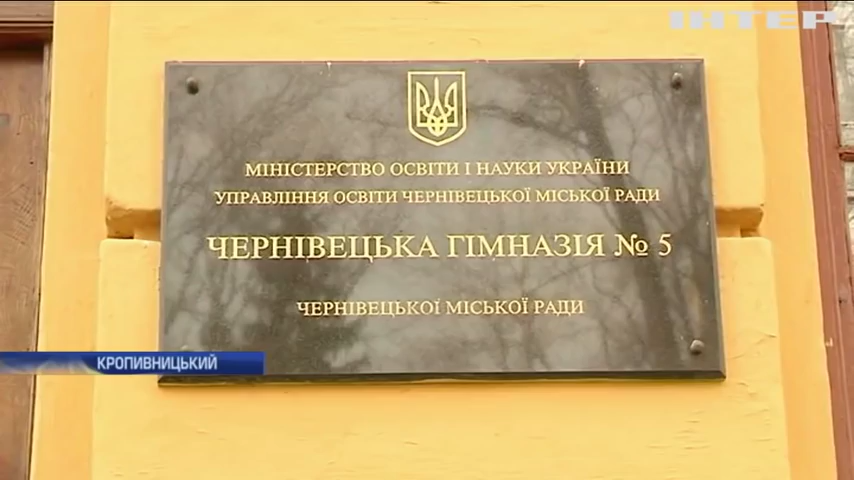 ІНТЕР
МІНІСТЕРСТВО ОСВІТИ І НАУКИ УКРАЇНИ
УПРАВЛІННЯ ОСВІТИ ЧЕРНІВЕЦЬКОЇ МІСЬКОЇ РАДИ
ЧЕРНІВЕЦЬКА ГІМНАЗІЯ № 5
ЧЕРНІВЕЦЬКОЇ МІСЬКОЇ РАДИ
КРОПИВНИЦЬКИЙ